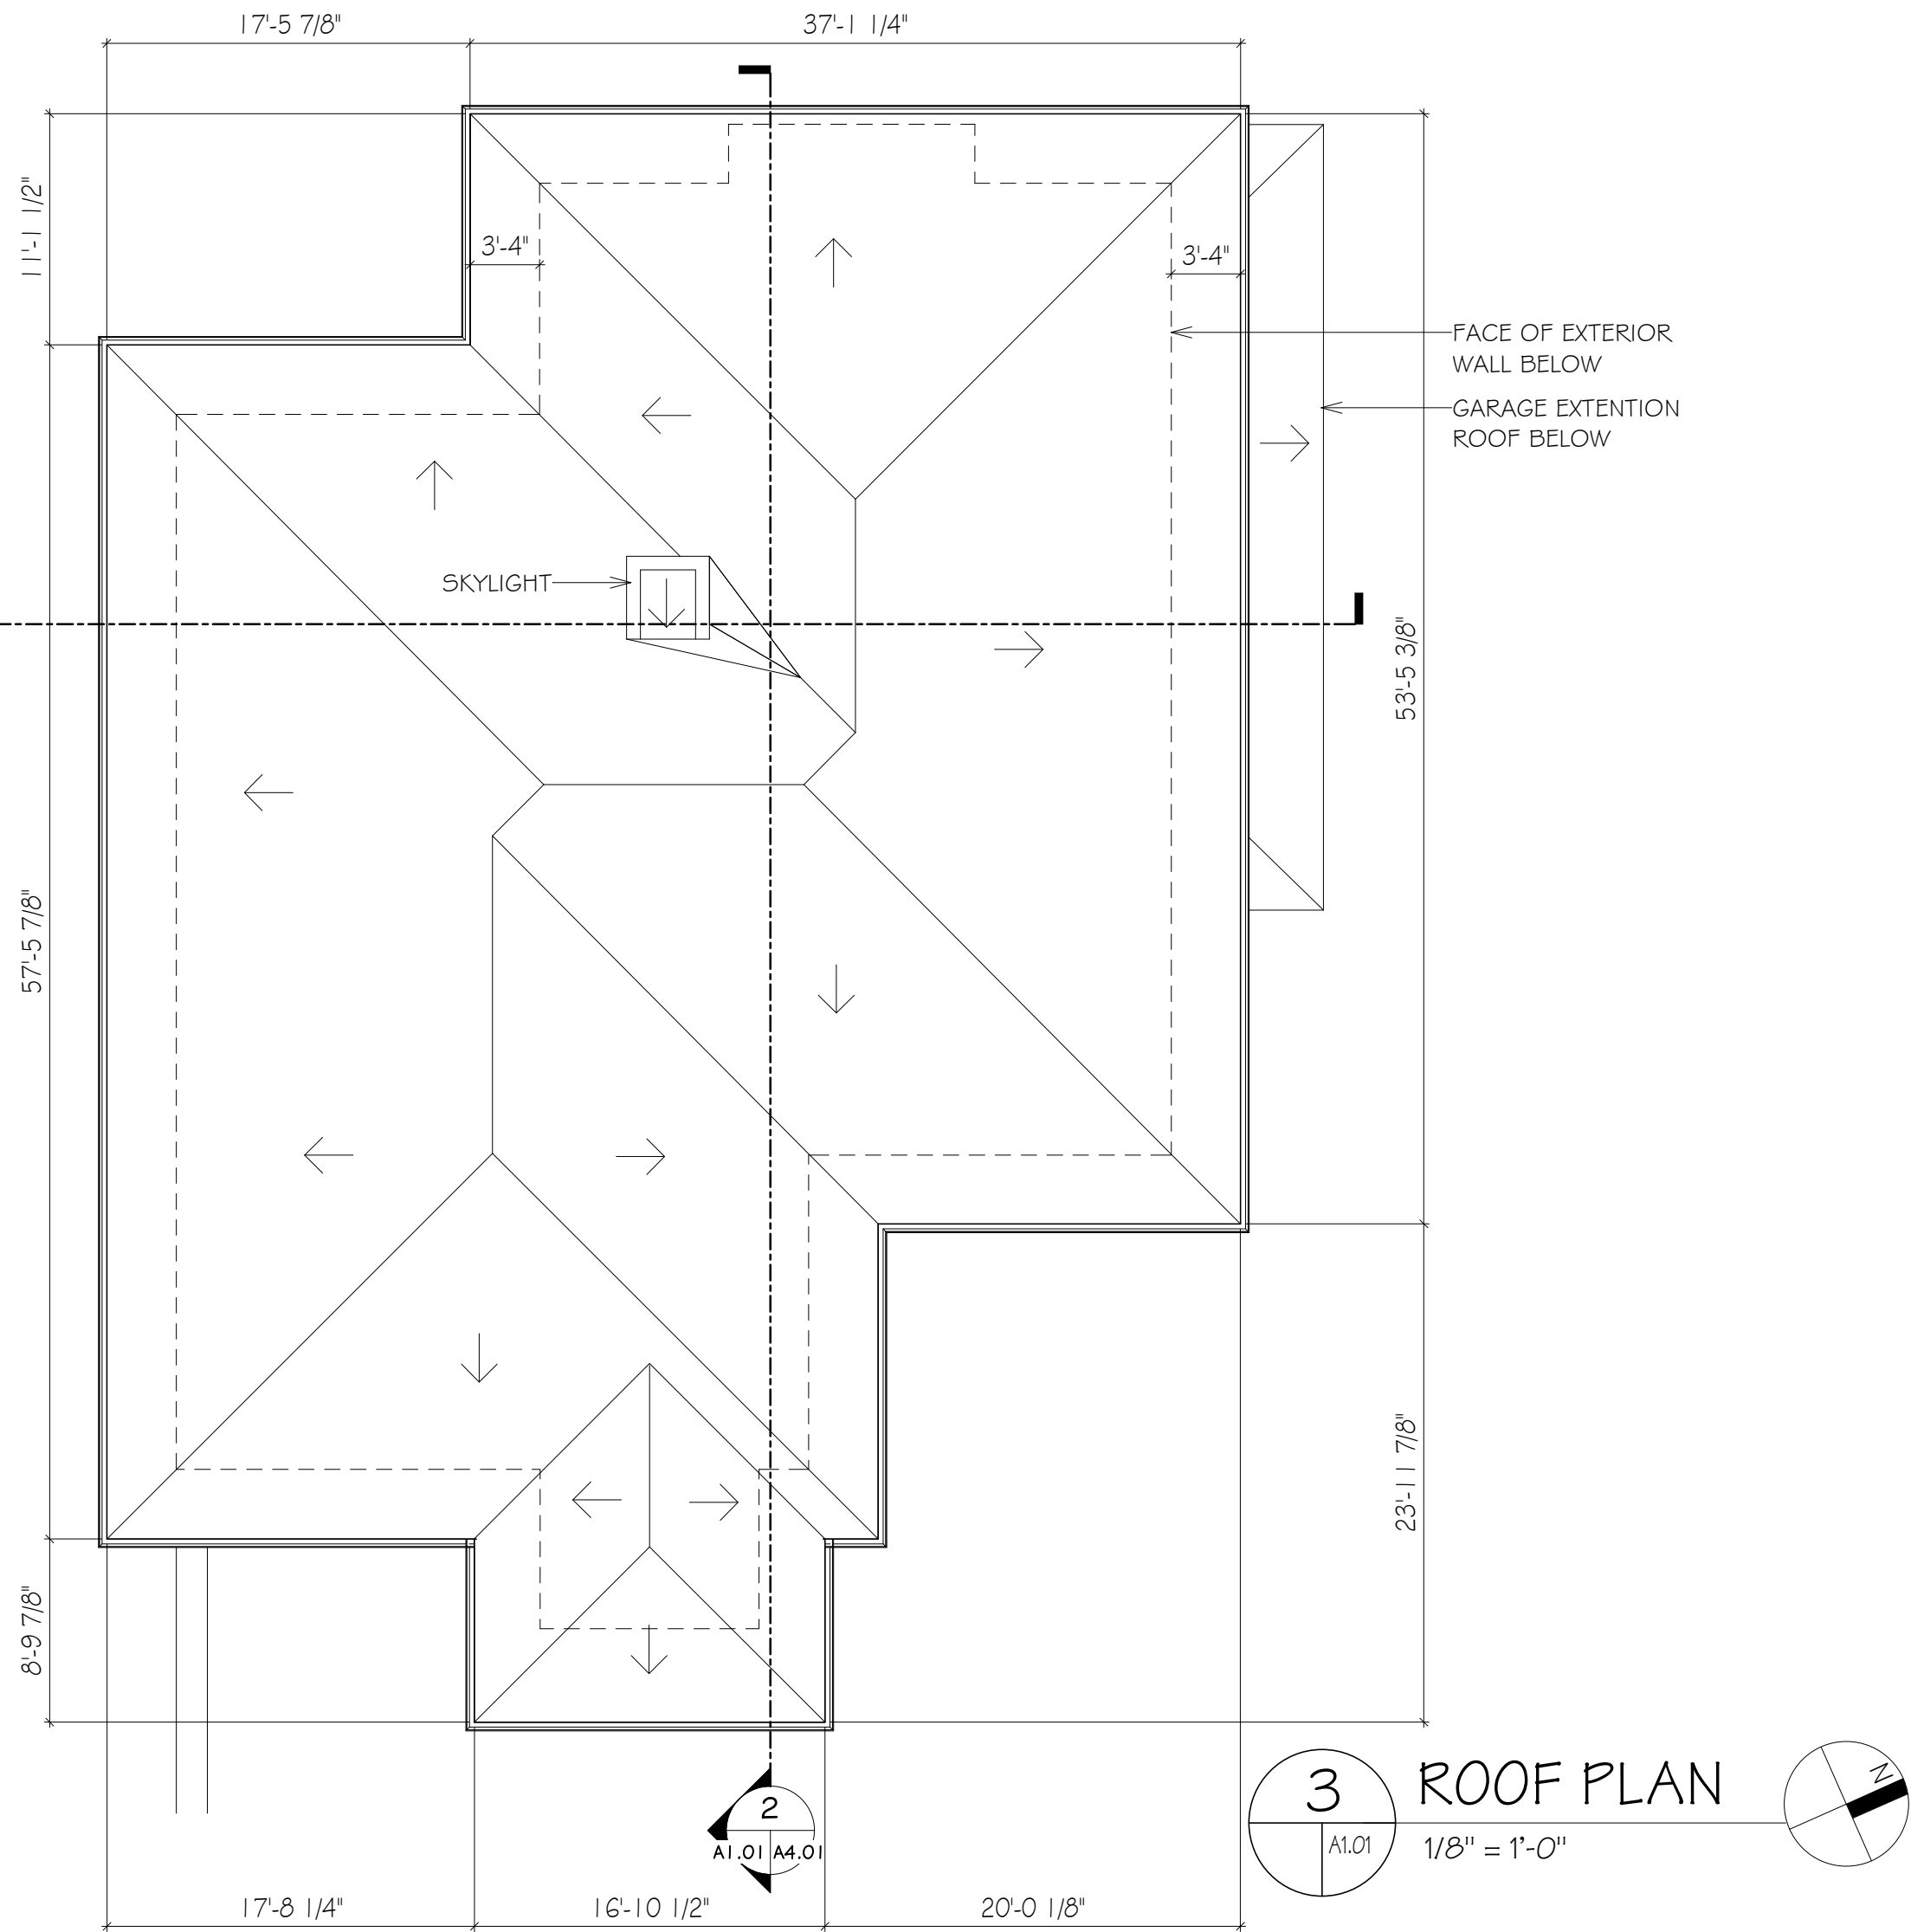 17'-5 7/8"
37'-1 1/4"
11'-1 1/2"
3'-4"
3'-4"
FACE OF EXTERIOR
WALL BELOW
GARAGE EXTENTION
ROOF BELOW
SKYLIGHT
53'-5 3/8"
57'-5 7/8"
23'-11 7/8"
8'-9 7/8"
2
A1.01 A4.01
3
A1.01
ROOF PLAN
1/8" = 1'-0"
N
17'-8 1/4"
16'-10 1/2"
20'-0 1/8"